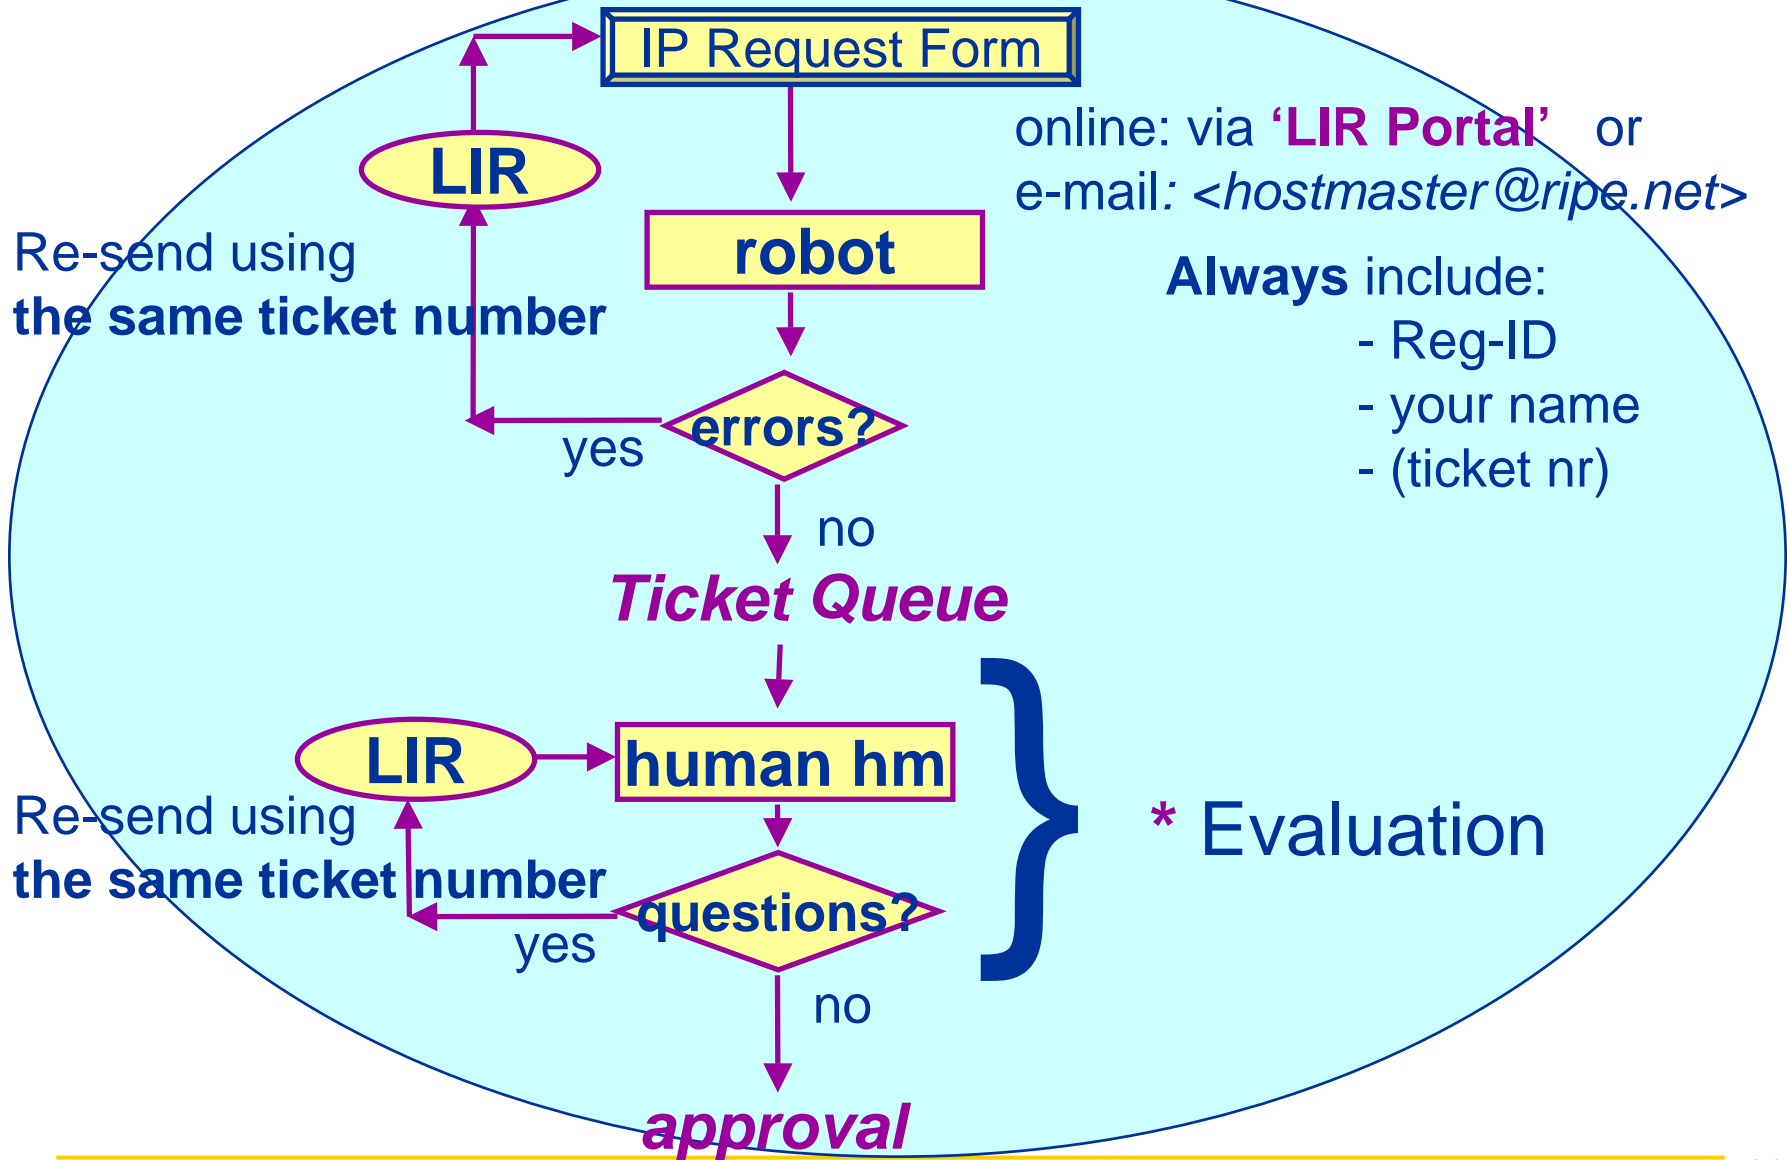 IP Request Form
online: via ‘LIR Portal’ or
e-mail: <hostmaster@ripe.net>
LIR
Re-send using
the same ticket number
robot
Always include:
- Reg-ID
- your name
- (ticket nr)
errors?
yes
no
Ticket Queue
LIR
human hm
Re-send using
the same ticket number
* Evaluation
}
questions?
yes
no
approval